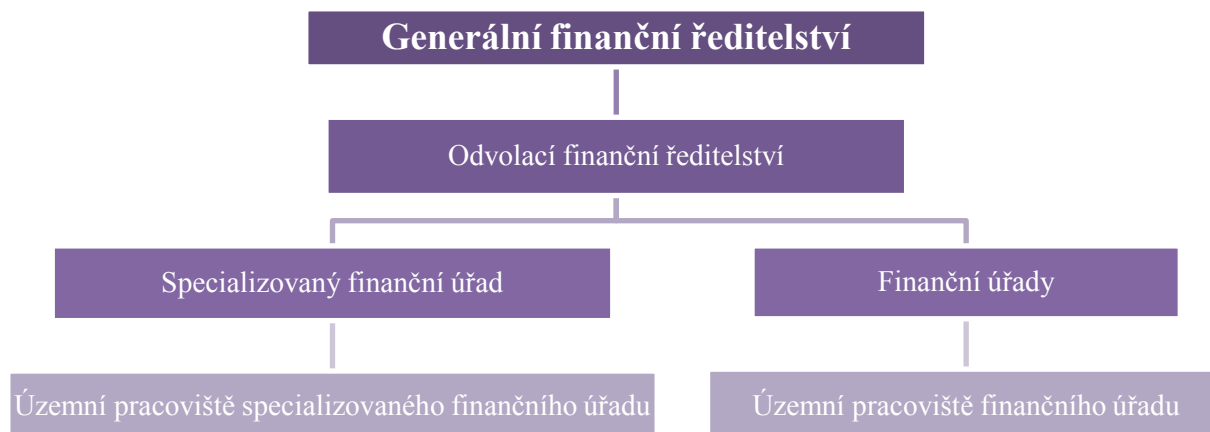 Generální finanční ředitelství
Odvolací finanční ředitelství
Specializovaný finanční úřad
Finanční úřady
Územní pracoviště specializovaného finančního úřadu
Územní pracoviště finančního úřadu